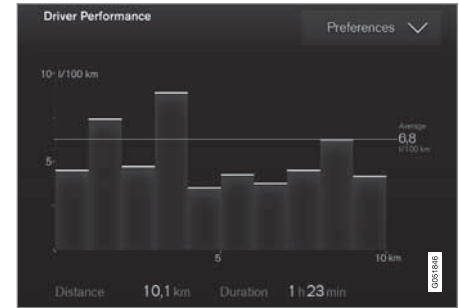 Driver Performance
Preferences
10 l/100 km
Average
6,8
l/100 km
5
5
10 km
G051846
Distance 10,1 km Duration 1 h 23 min